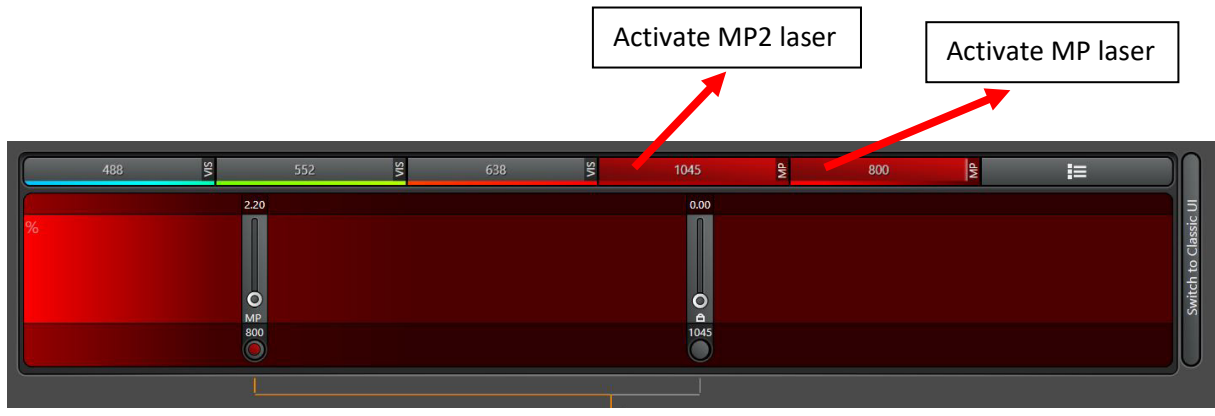 Activate MP2 laser
Activate MP laser
488 VIS 552 VIS 638 VIS 1045 MP 800 MP
2.20 0.00
%
MP
800 1045
Switch to Classic UI